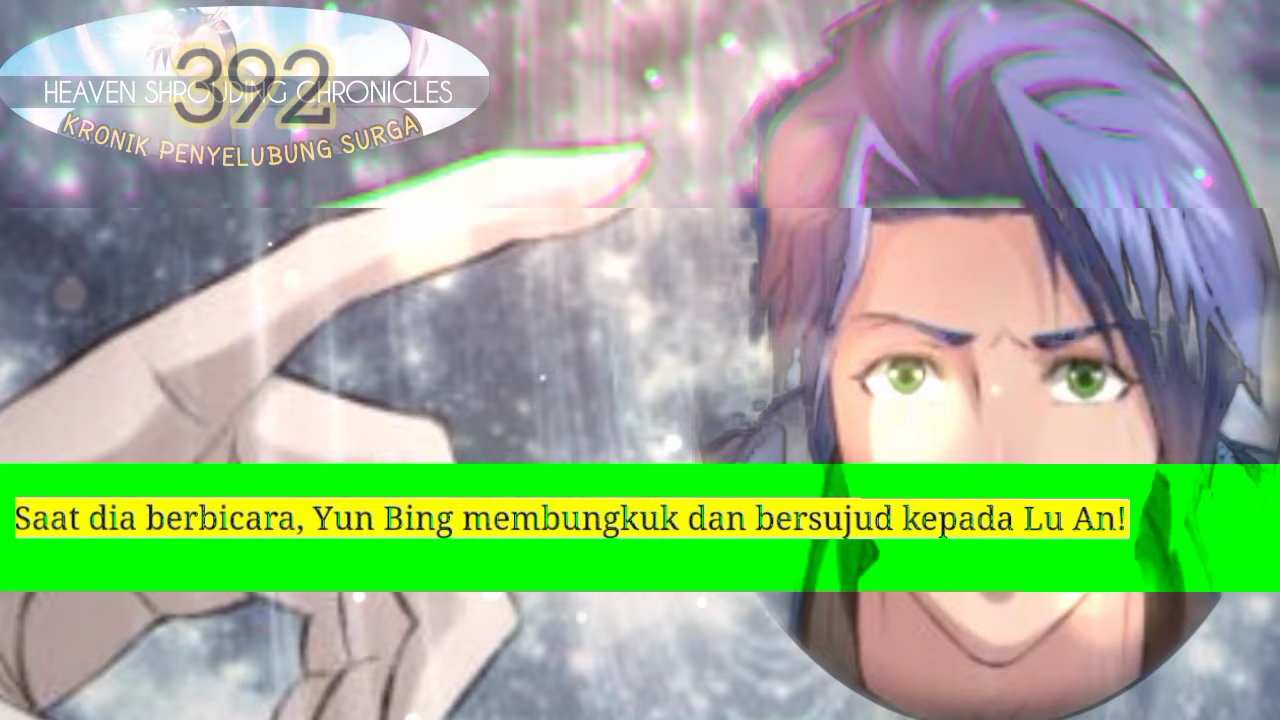 392
HEAVEN SHROUDING CHRONICLES
KRONIK PENYELUBUNG SURGA
Saat dia berbicara, Yun Bing membungkuk dan bersujud kepada Lu An!